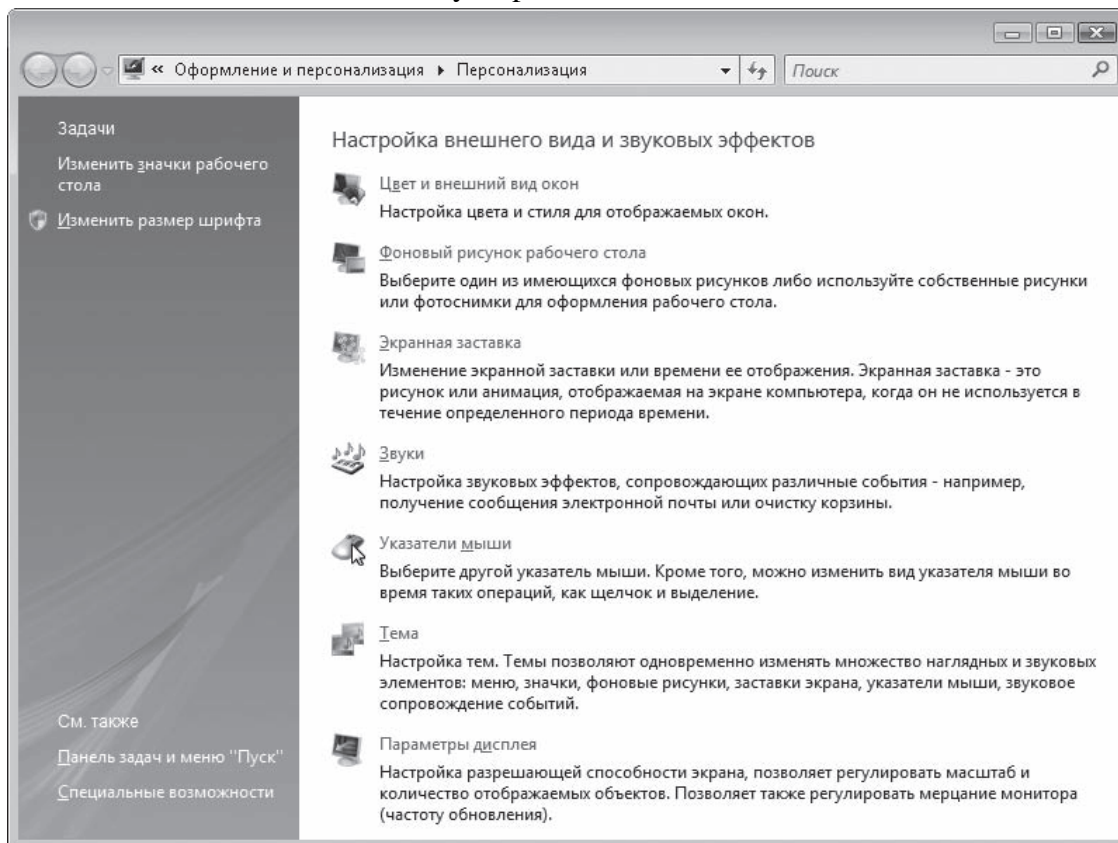 « Оформление и персонализация ▸ Персонализация
Поиск
Задачи
Изменить значки рабочего
стола
Изменить размер шрифта
Настройка внешнего вида и звуковых эффектов
Цвет и внешний вид окон
Настройка цвета и стиля для отображаемых окон.
Фоновый рисунок рабочего стола
Выберите один из имеющихся фоновых рисунков либо используйте собственные рисунки
или фотоснимки для оформления рабочего стола.
Экранная заставка
Изменение экранной заставки или времени ее отображения. Экранная заставка - это
рисунок или анимация, отображаемая на экране компьютера, когда он не используется в
течение определенного периода времени.
Звуки
Настройка звуковых эффектов, сопровождающих различные события - например,
получение сообщения электронной почты или очистку корзины.
Указатели мыши
Выберите другой указатель мыши. Кроме того, можно изменить вид указателя мыши во
время таких операций, как щелчок и выделение.
Тема
Настройка тем. Темы позволяют одновременно изменять множество наглядных и звуковых
элементов: меню, значки, фоновые рисунки, заставки экрана, указатели мыши, звуковое
сопровождение событий.
Параметры дисплея
Настройка разрешающей способности экрана, позволяет регулировать масштаб и
количество отображаемых объектов. Позволяет также регулировать мерцание монитора
(частоту обновления).
См. также
Панель задач и меню "Пуск"
Специальные возможности